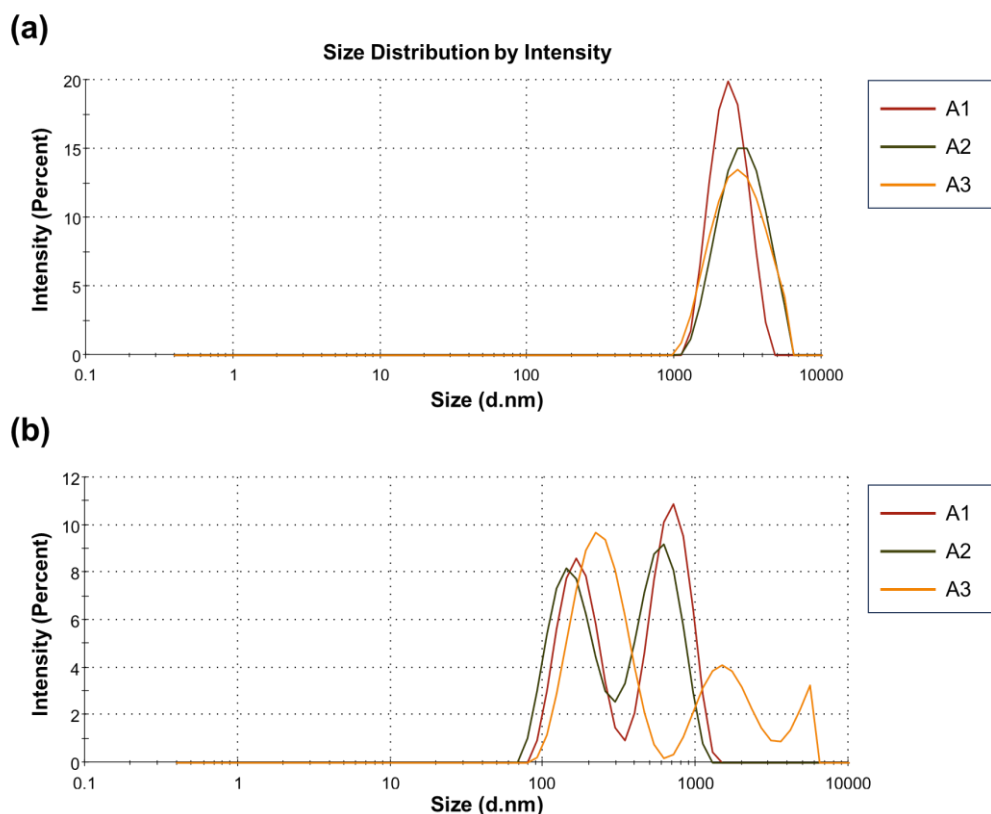 (a)
Size Distribution by Intensity
Intensity (Percent)
20
15
10
5
0
0.1 1 10 100 1000 10000
Size (d.nm)
A1
A2
A3
(b)
Intensity (Percent)
12
10
8
6
4
2
0
0.1 1 10 100 1000 10000
Size (d.nm)
A1
A2
A3